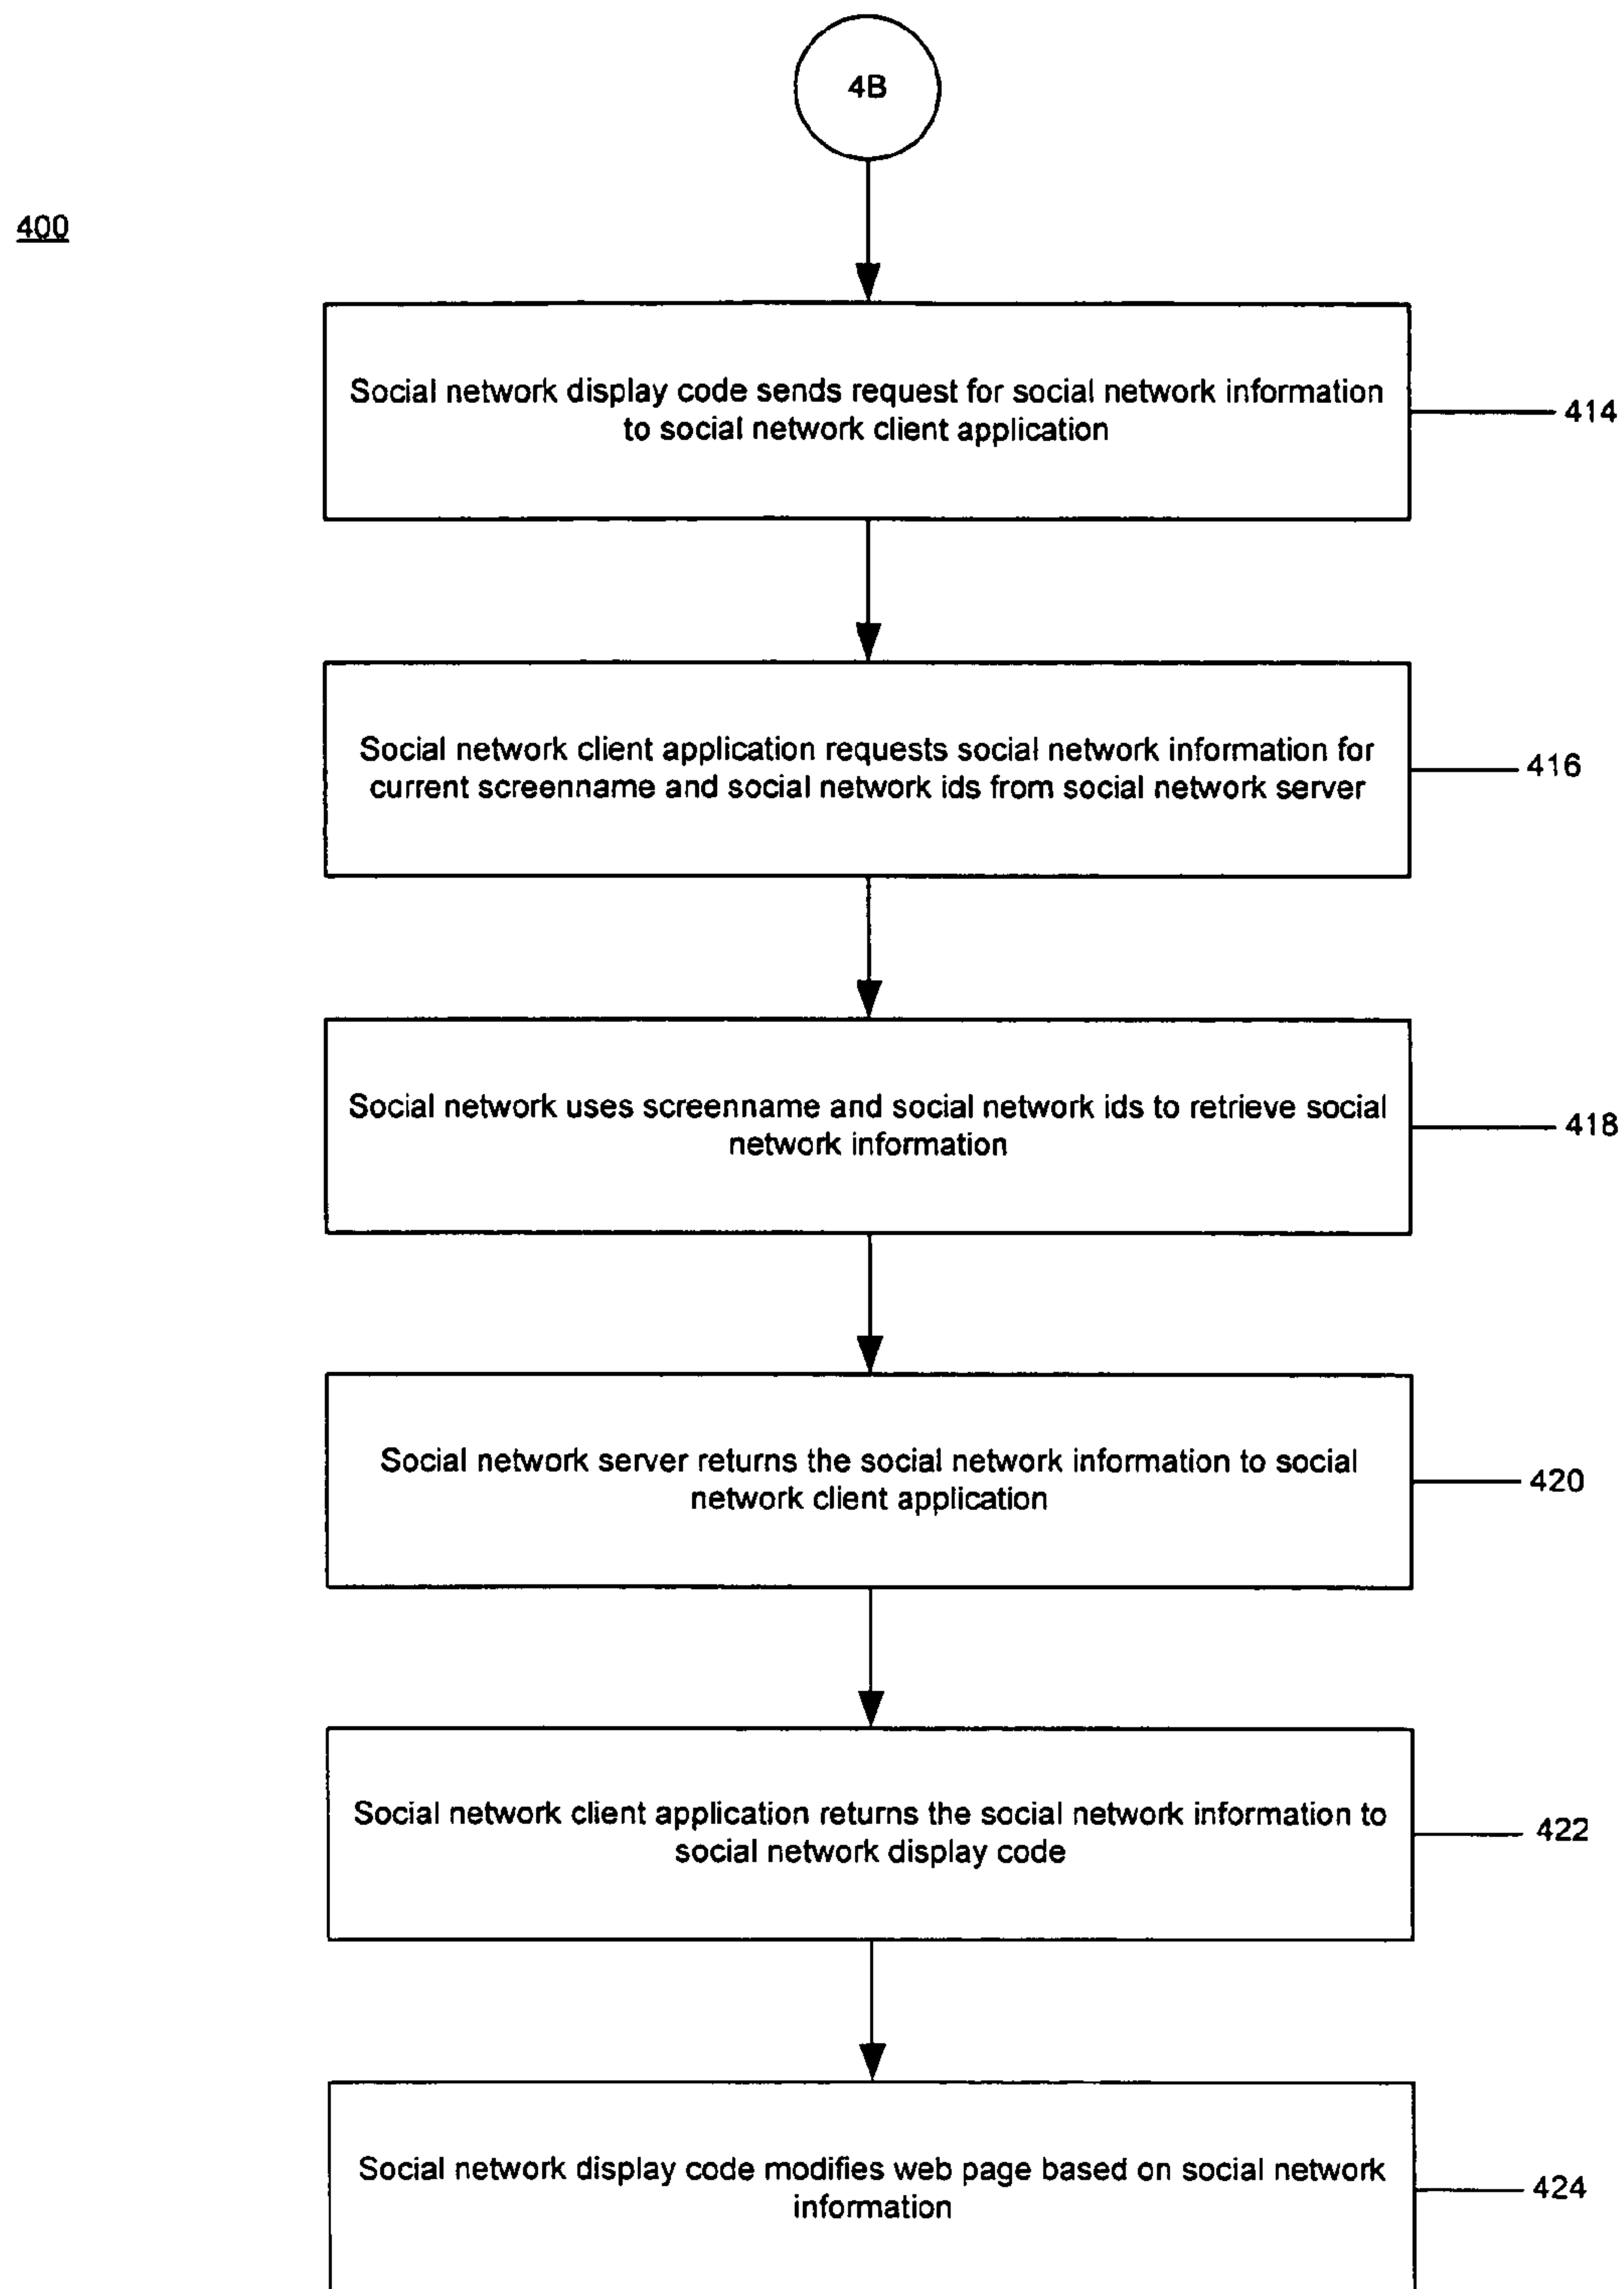 4B
400
Social network display code sends request for social network information
to social network client application
414
Social network client application requests social network information for
current screenname and social network ids from social network server
416
Social network uses screenname and social network ids to retrieve social
network information
418
Social network server returns the social network information to social
network client application
420
Social network client application returns the social network information to
social network display code
422
Social network display code modifies web page based on social network
information
424